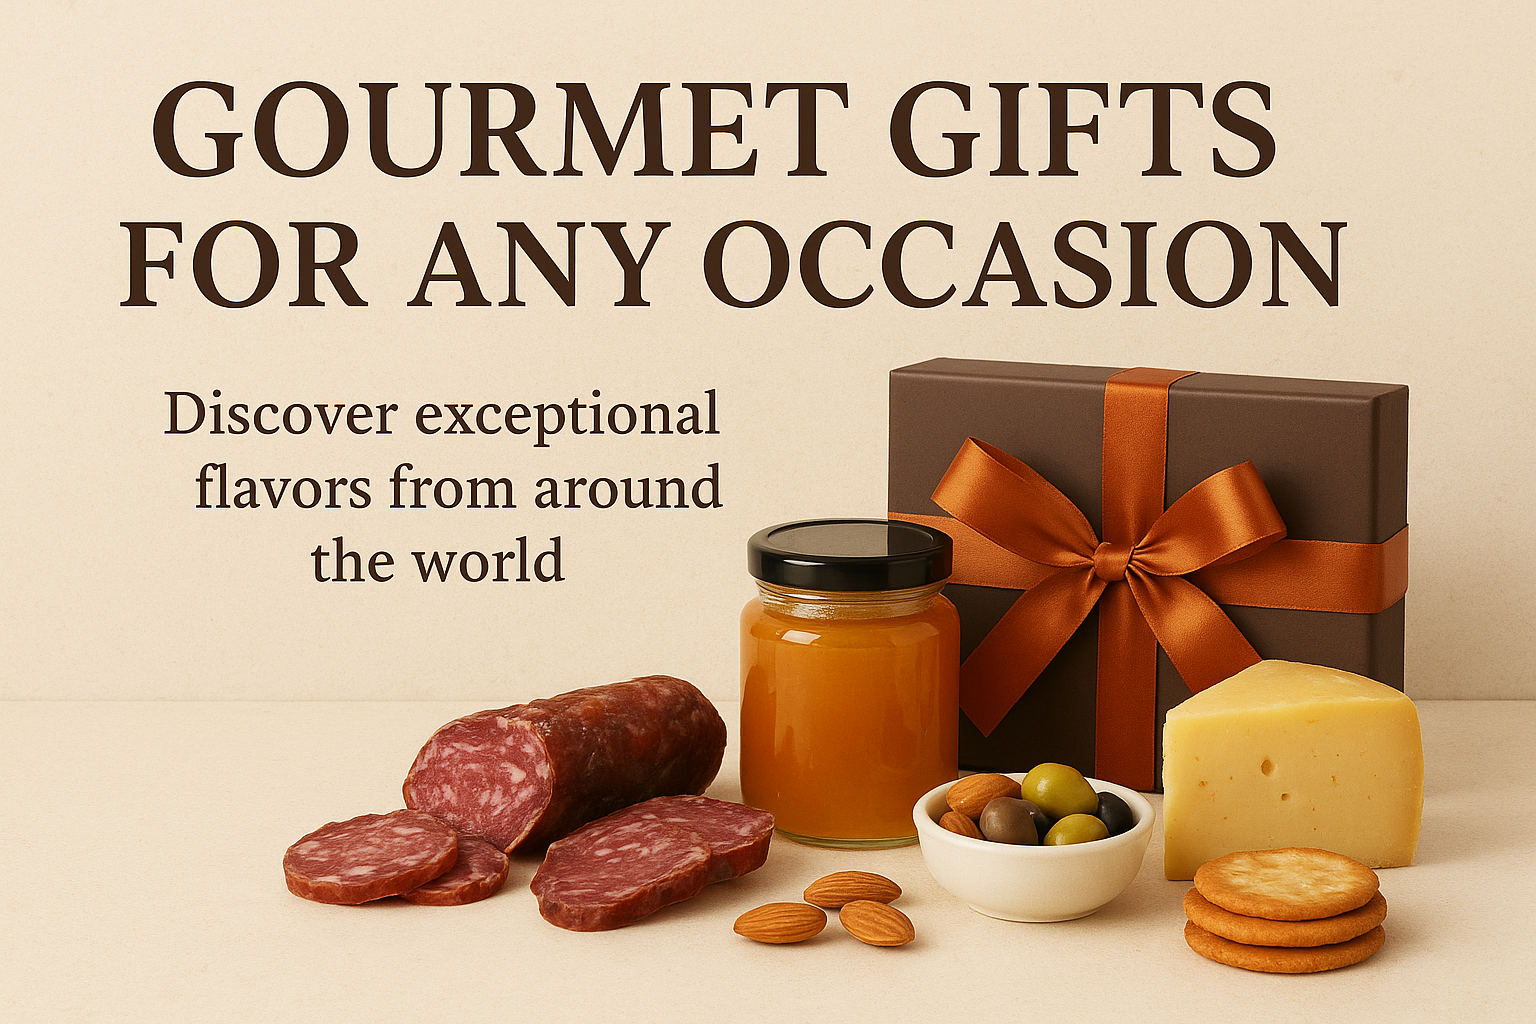 GOURMET GIFTS
FOR ANY OCCASION
Discover exceptional
flavors from around
the world